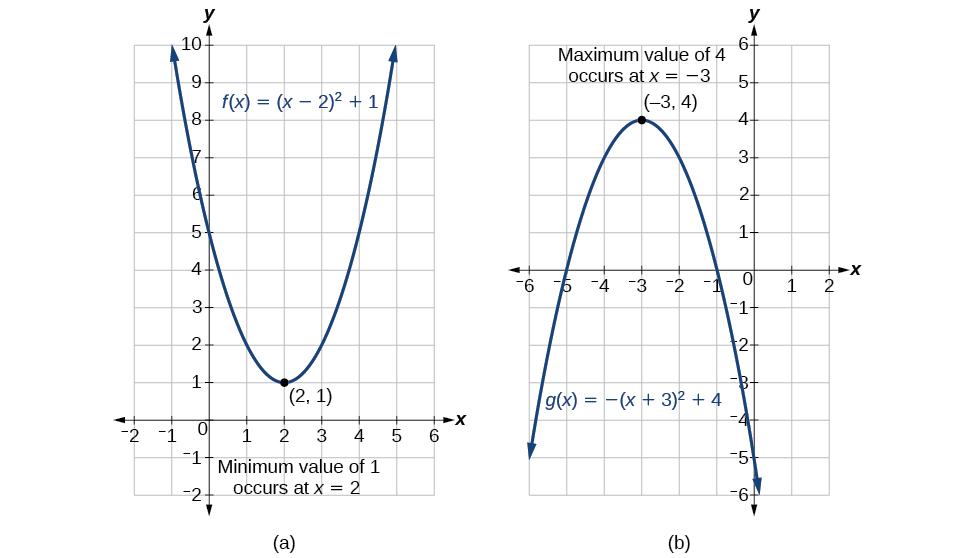 y
10
9
f(x) = (x − 2)² + 1
8
7
6
5
4
3
2
1
(2, 1)
x
−2 −1 0 1 2 3 4 5 6
−1
Minimum value of 1
occurs at x = 2
−2
(a)
y
6
Maximum value of 4
occurs at x = −3
5
(–3, 4)
4
3
2
1
x
−6 −5 −4 −3 −2 −1 0 1 2
−1
−2
−3
g(x) = −(x + 3)² + 4
−4
−5
−6
(b)